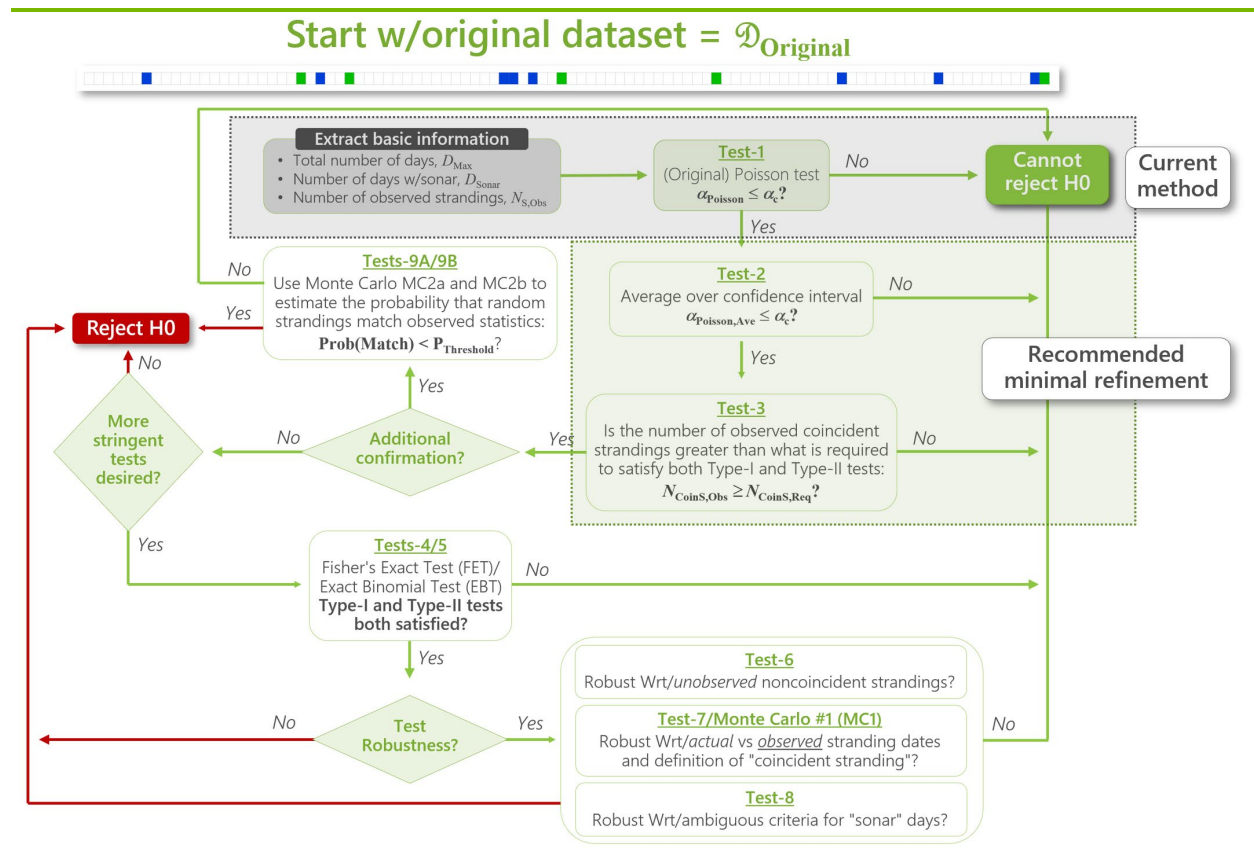 Start w/original dataset = 𝒟Original
Extract basic information
• Total number of days, DMax
• Number of days w/sonar, DSonar
• Number of observed strandings, NS,Obs
Test-1
(Original) Poisson test
αPoisson ≤ αc?
No
Cannot
reject H0
Current
method
Yes
Tests-9A/9B
Use Monte Carlo MC2a and MC2b to
estimate the probability that random
strandings match observed statistics:
Prob(Match) < PThreshold?
No
Yes
Reject H0
Test-2
Average over confidence interval
αPoisson,Ave ≤ αc?
No
Yes
Recommended
minimal refinement
Test-3
Is the number of observed coincident
strandings greater than what is required
to satisfy both Type-I and Type-II tests:
NCoinS,Obs ≥ NCoinS,Req?
No
Yes
Additional
confirmation?
Yes
No
More
stringent
tests
desired?
No
Yes
Tests-4/5
Fisher's Exact Test (FET)/
Exact Binomial Test (EBT)
Type-I and Type-II tests
both satisfied?
No
Yes
Test
Robustness?
No
Yes
Test-6
Robust Wrt/unobserved noncoincident strandings?
Test-7/Monte Carlo #1 (MC1)
Robust Wrt/actual vs observed stranding dates
and definition of "coincident stranding"?
Test-8
Robust Wrt/ambiguous criteria for "sonar" days?
No